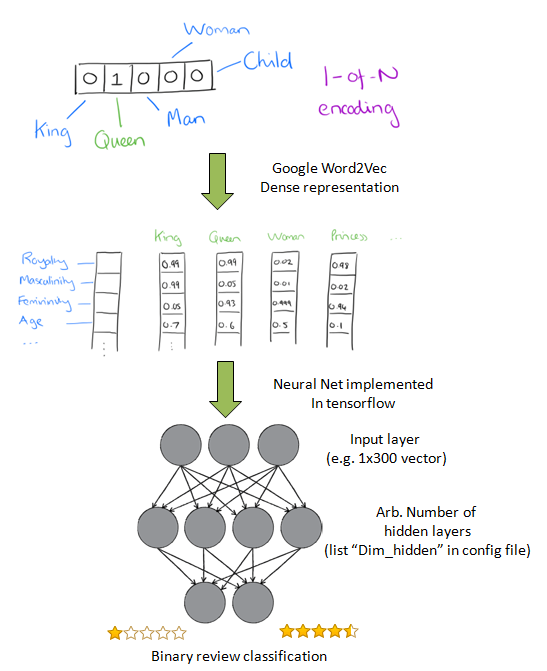 Woman
0 1 0 0 0
Child
1-of-N
encoding
King
Queen
Man
Google Word2Vec
Dense representation
King Queen Woman Princess ...
Royalty 0.99 0.99 0.02 0.98
Masculinity 0.99 0.05 0.01 0.02
Femininity 0.05 0.93 0.999 0.94
Age 0.7 0.6 0.5 0.1
...
Neural Net implemented
In tensorflow
Input layer
(e.g. 1x300 vector)
Arb. Number of
hidden layers
(list “Dim_hidden” in config file)
Binary review classification